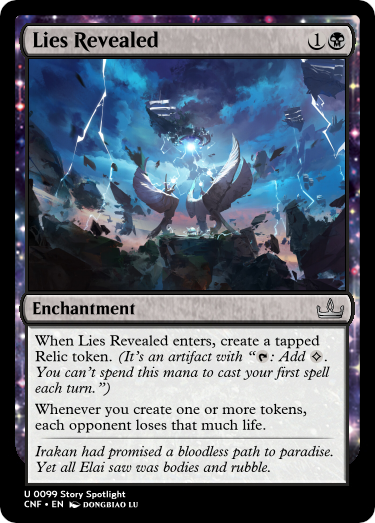 Lies Revealed 1
Enchantment
When Lies Revealed enters, create a tapped
Relic token. (It's an artifact with “: Add .
You can't spend this mana to cast your first spell
each turn.”)
Whenever you create one or more tokens,
each opponent loses that much life.
Irakan had promised a bloodless path to paradise.
Yet all Elai saw was bodies and rubble.
U 0099 Story Spotlight
CNF • EN DONGBIAO LU